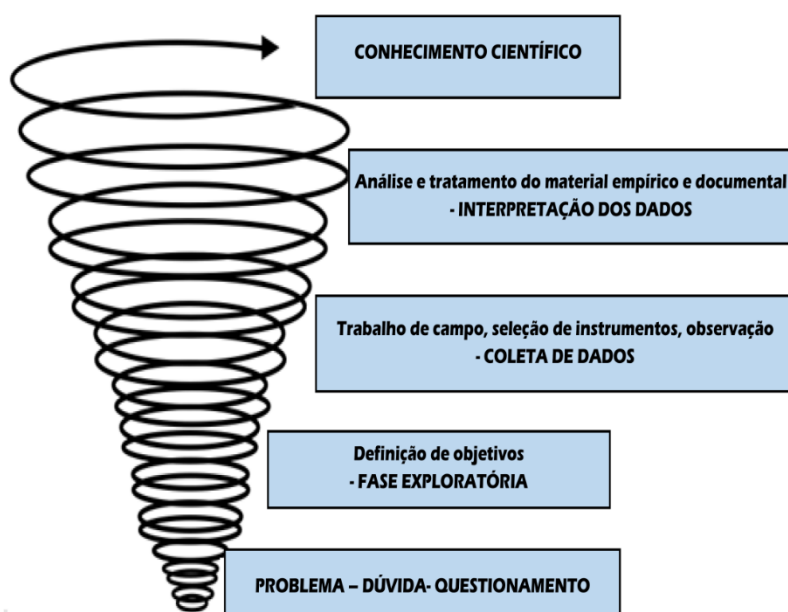 CONHECIMENTO CIENTÍFICO
Análise e tratamento do material empírico e documental
- INTERPRETAÇÃO DOS DADOS
Trabalho de campo, seleção de instrumentos, observação
- COLETA DE DADOS
Definição de objetivos
- FASE EXPLORATÓRIA
PROBLEMA – DÚVIDA- QUESTIONAMENTO